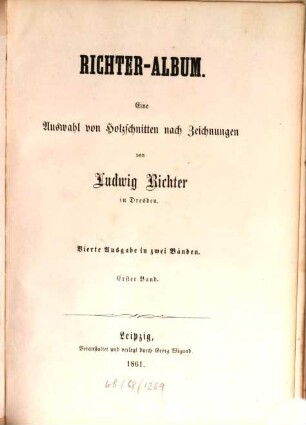 RICHTER-ALBUM.
Eine
Auswahl von Holzschnitten nach Zeichnungen
von
Ludwig Richter
in Dresden.
Vierte Ausgabe in zwei Bänden.
Erster Band.
Leipzig,
Veranstaltet und verlegt durch Georg Wigand.
1861.